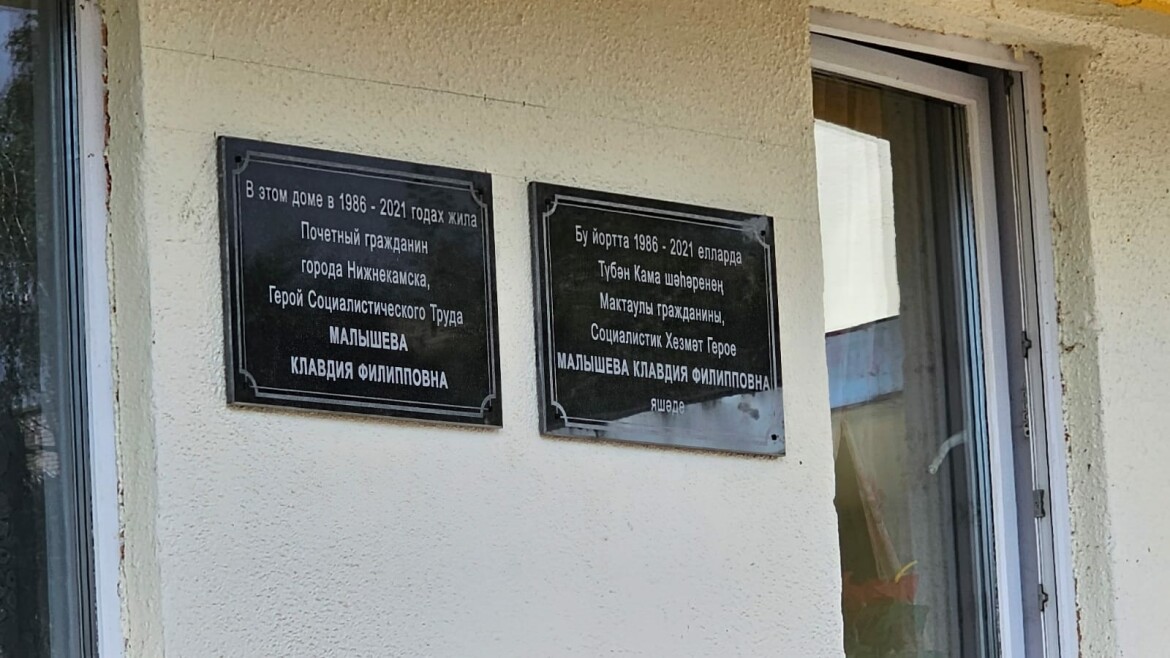 В этом доме в 1986 - 2021 годах жила
Почетный гражданин
города Нижнекамска,
Герой Социалистического Труда
МАЛЫШЕВА
КЛАВДИЯ ФИЛИППОВНА
Бу йортта 1986 - 2021 елларда
Түбән Кама шәһәренең
Мактаулы гражданины,
Социалистик Хезмәт Герое
МАЛЫШЕВА КЛАВДИЯ ФИЛИППОВНА
яшәде